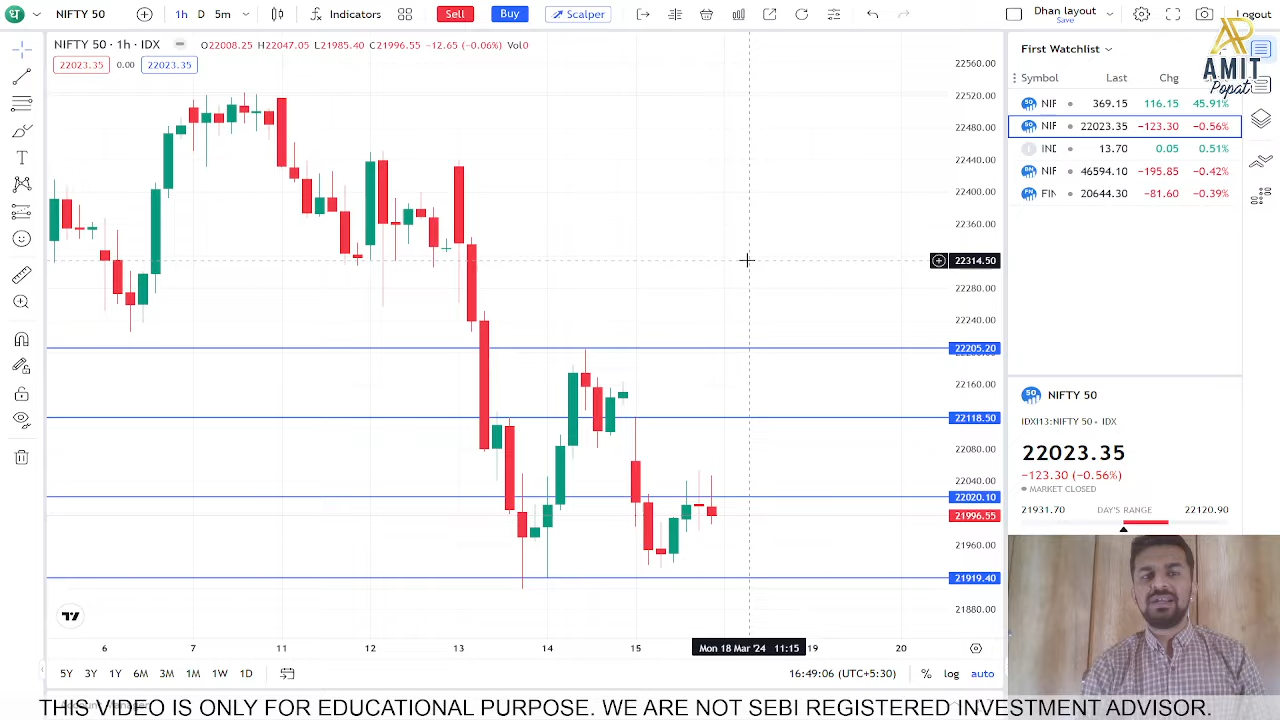 NIFTY 50
1h D 5m
Indicators
Sell
Buy
Scalper
Dhan layout
Save
Logout
NIFTY 50 · 1h · IDX
O22008.25 H22047.05 L21985.40 C21996.55 −12.65 (−0.06%) Vol0
22023.35 0.00 22023.35
22560.00
22520.00
22480.00
22440.00
22400.00
22360.00
22314.50
22280.00
22240.00
22205.20
22160.00
22118.50
22080.00
22040.00
22020.10
21996.55
21960.00
21919.40
21880.00
6 7 11 12 13 14 15 Mon 18 Mar '24 11:15 19 20
5Y 3Y 1Y 6M 3M 1M 1W 1D
16:49:06 (UTC+5:30)
% log auto
First Watchlist
AP
AMIT
Popat
Symbol Last Chg
NIF 369.15 116.15 45.91%
NIF 22023.35 −123.30 −0.56%
IND 13.70 0.05 0.51%
NIF 46594.10 −195.85 −0.42%
FIN 20644.30 −81.60 −0.39%
NIFTY 50
IDXI13:NIFTY 50 • IDX
22023.35
−123.30 (−0.56%)
MARKET CLOSED
21931.70 DAY'S RANGE 22120.90
THIS VIDEO IS ONLY FOR EDUCATIONAL PURPOSE. WE ARE NOT SEBI REGISTERED INVESTMENT ADVISOR.